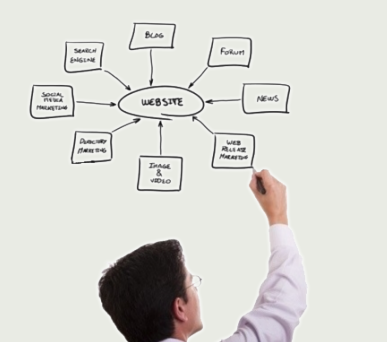 BLOG
SEARCH
ENGINE
FORUM
SOCIAL
MEDIA
MARKETING
WEBSITE
NEWS
DIRECTORY
MARKETING
WEB
RELEASE
MARKETING
IMAGE
&
VIDEO